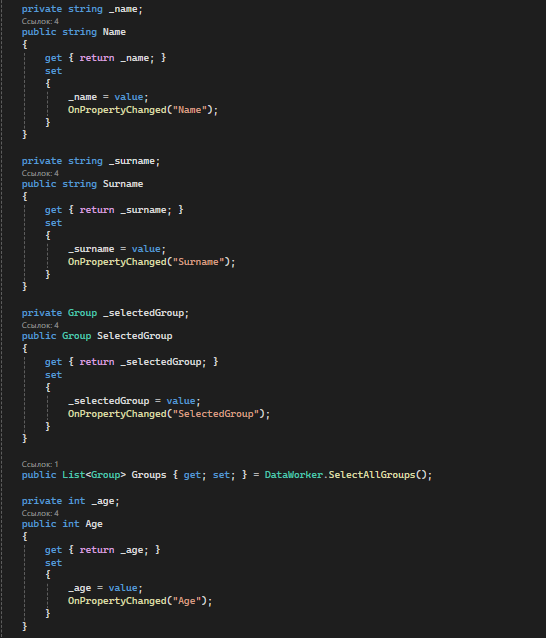 private string _name;
Ссылок: 4
public string Name
{
get { return _name; }
set
{
_name = value;
OnPropertyChanged("Name");
}
}
private string _surname;
Ссылок: 4
public string Surname
{
get { return _surname; }
set
{
_surname = value;
OnPropertyChanged("Surname");
}
}
private Group _selectedGroup;
Ссылок: 4
public Group SelectedGroup
{
get { return _selectedGroup; }
set
{
_selectedGroup = value;
OnPropertyChanged("SelectedGroup");
}
}
Ссылок: 1
public List<Group> Groups { get; set; } = DataWorker.SelectAllGroups();
private int _age;
Ссылок: 4
public int Age
{
get { return _age; }
set
{
_age = value;
OnPropertyChanged("Age");
}
}